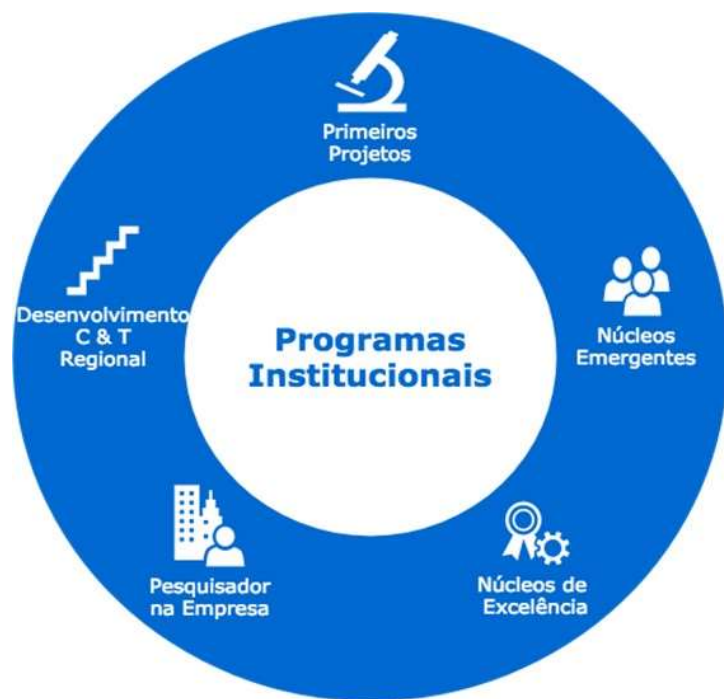 Primeiros
Projetos
Núcleos
Emergentes
Núcleos de
Excelência
Pesquisador
na Empresa
Desenvolvimento
C & T
Regional
Programas
Institucionais